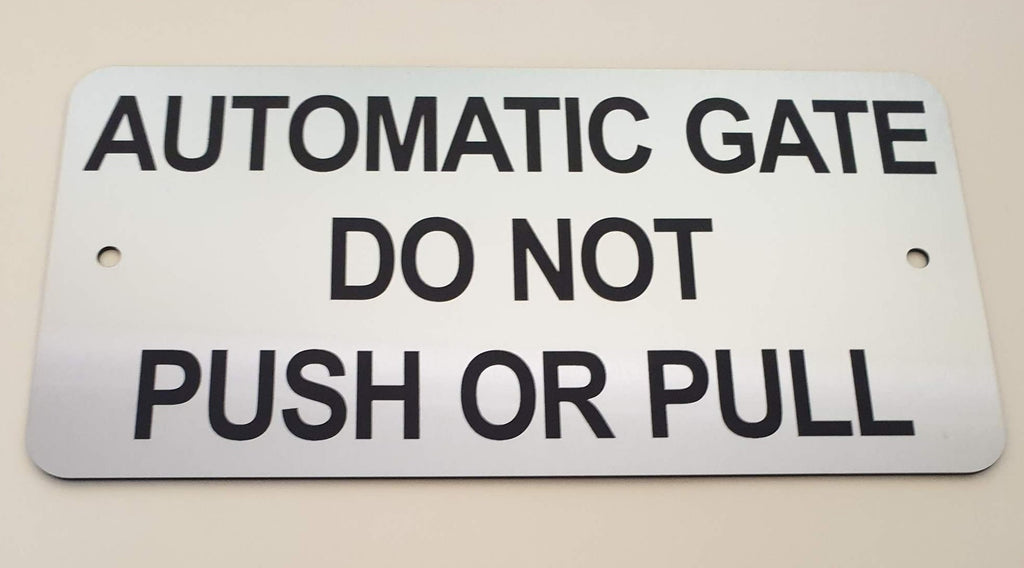 AUTOMATIC GATE
DO NOT
PUSH OR PULL